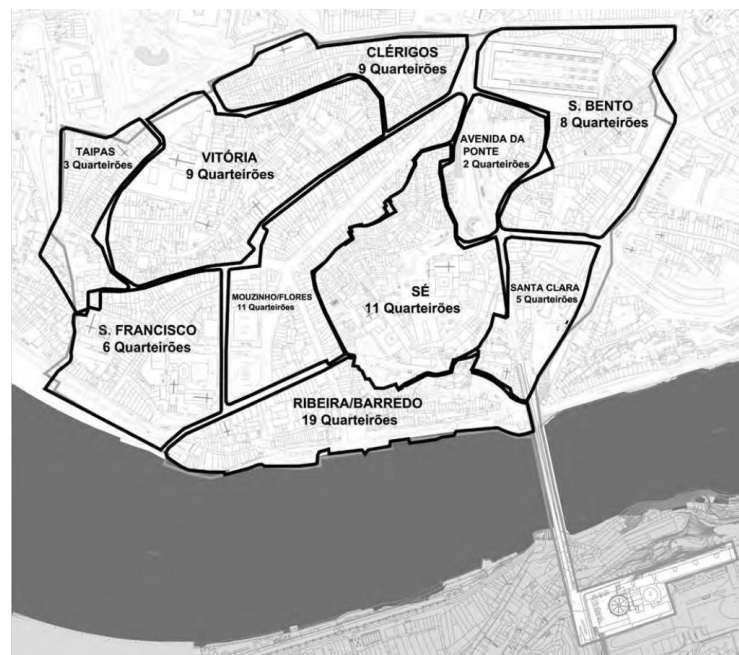 CLÉRIGOS
9 Quarteirões
S. BENTO
8 Quarteirões
TAIPAS
3 Quarteirões
VITÓRIA
9 Quarteirões
AVENIDA DA
PONTE
2 Quarteirões
MOUZINHO/FLORES
11 Quarteirões
SÉ
11 Quarteirões
SANTA CLARA
5 Quarteirões
S. FRANCISCO
6 Quarteirões
RIBEIRA/BARREDO
19 Quarteirões